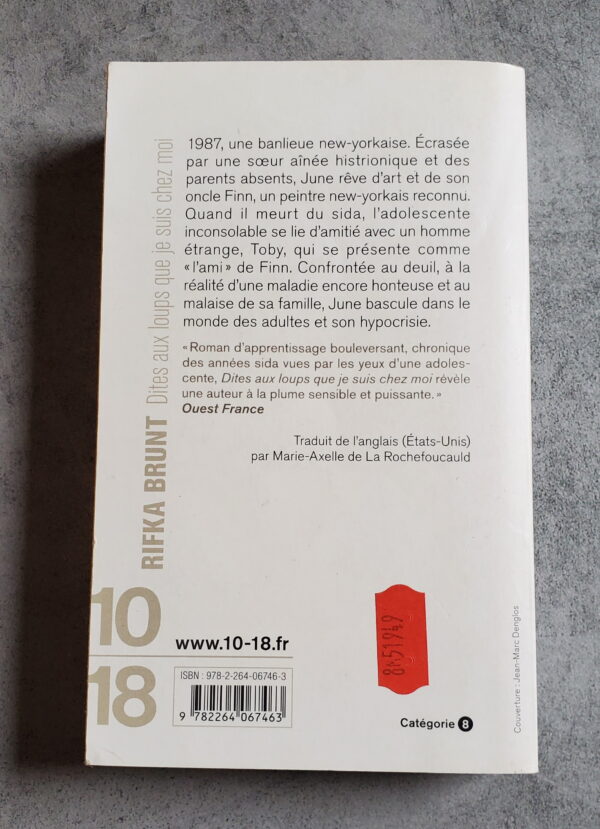 1987, une banlieue new-yorkaise. Écrasée
par une sœur aînée histrionique et des
parents absents, June rêve d'art et de son
oncle Finn, un peintre new-yorkais reconnu.
Quand il meurt du sida, l'adolescente
inconsolable se lie d'amitié avec un homme
étrange, Toby, qui se présente comme
«l'ami» de Finn. Confrontée au deuil, à la
réalité d'une maladie encore honteuse et au
malaise de sa famille, June bascule dans le
monde des adultes et son hypocrisie.
«Roman d'apprentissage bouleversant, chronique
des années sida vues par les yeux d'une adoles-
cente, Dites aux loups que je suis chez moi révèle
une auteur à la plume sensible et puissante.»
Ouest France
Traduit de l'anglais (États-Unis)
par Marie-Axelle de La Rochefoucauld
RIFKA BRUNT Dites aux loups que je suis chez moi
10
18
www.10-18.fr
ISBN : 978-2-264-06746-3
9 782264 067463
Catégorie 8
Couverture : Jean-Marc Denglos